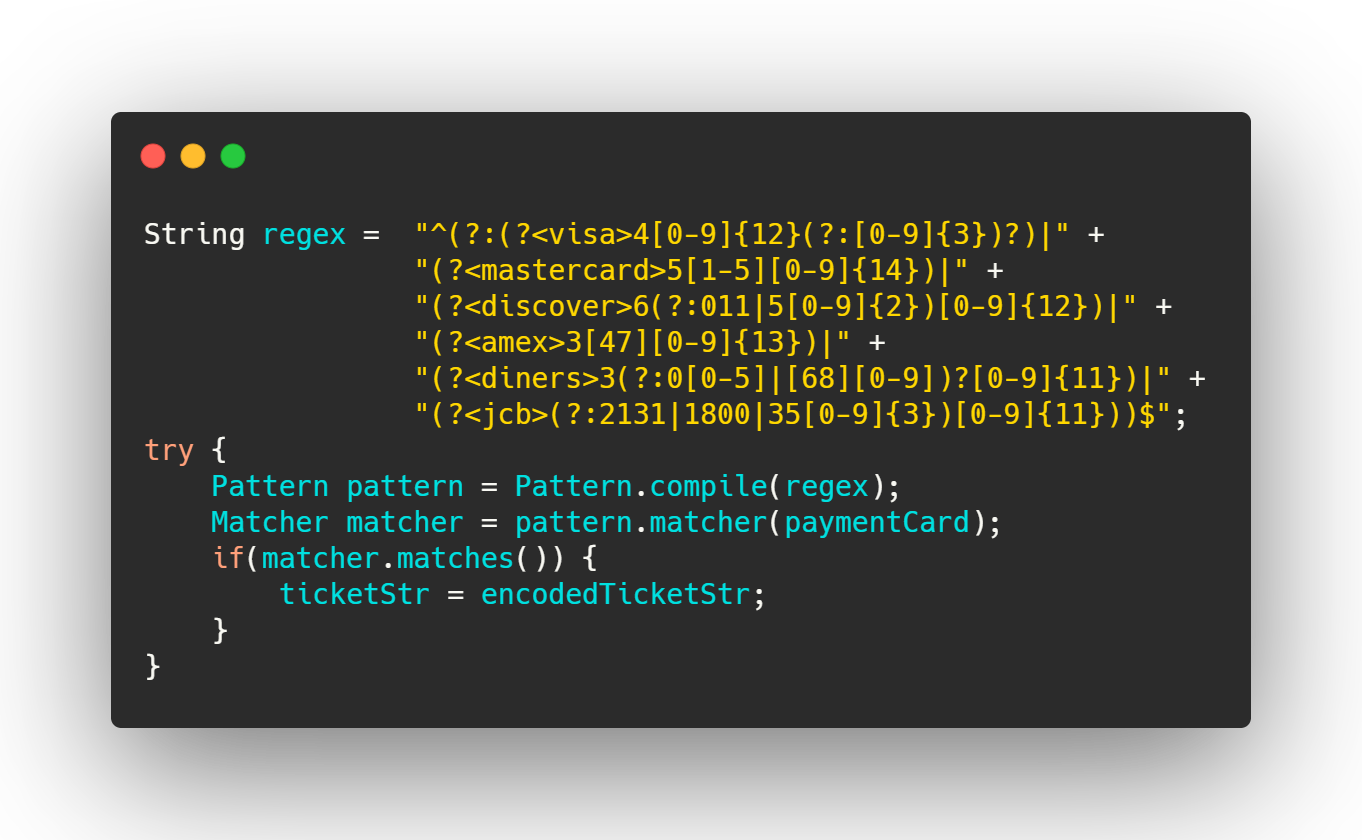 String regex =  "^(?:(?<visa>4[0-9]{12}(?:[0-9]{3})?)|" +
                "(?<mastercard>5[1-5][0-9]{14})|" +
                "(?<discover>6(?:011|5[0-9]{2})[0-9]{12})|" +
                "(?<amex>3[47][0-9]{13})|" +
                "(?<diners>3(?:0[0-5]|[68][0-9])?[0-9]{11})|" +
                "(?<jcb>(?:2131|1800|35[0-9]{3})[0-9]{11}))$";
try {
    Pattern pattern = Pattern.compile(regex);
    Matcher matcher = pattern.matcher(paymentCard);
    if(matcher.matches()) {
        ticketStr = encodedTicketStr;
    }
}